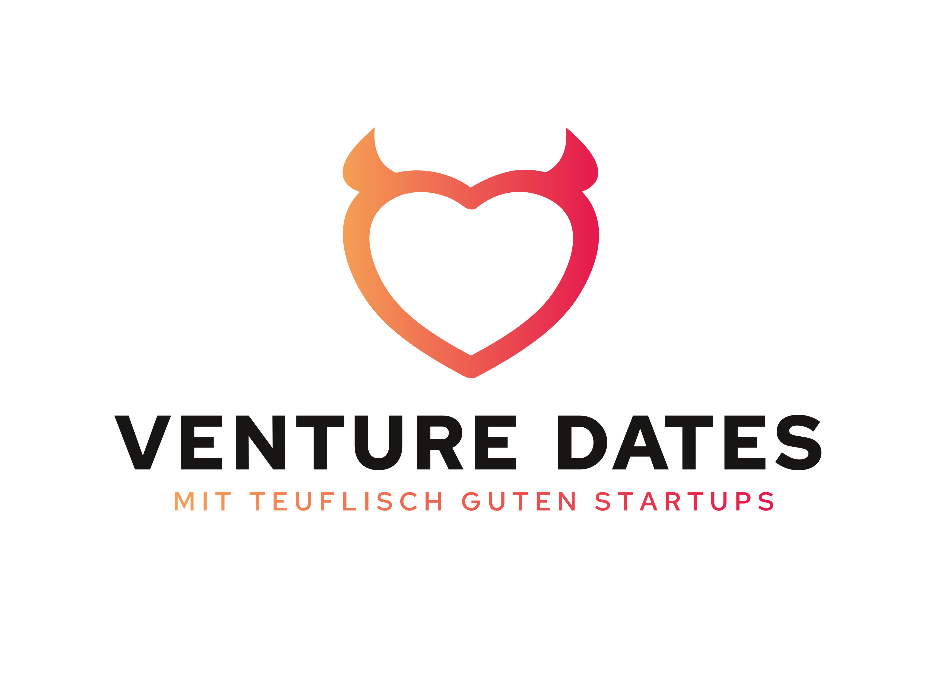 VENTURE DATES
MIT TEUFLISCH GUTEN STARTUPS